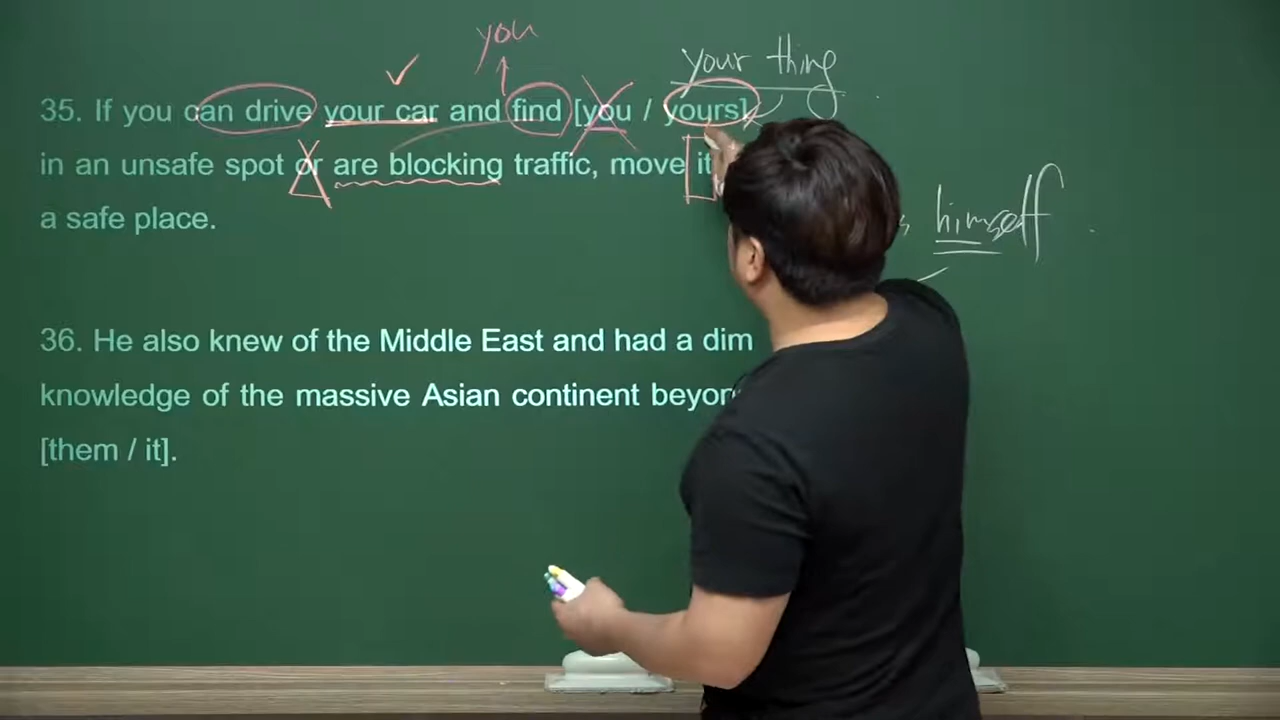 you
your thing
35. If you can drive your car and find [you / yours]
in an unsafe spot or are blocking traffic, move it
a safe place.
himself
36. He also knew of the Middle East and had a dim
knowledge of the massive Asian continent
[them / it].